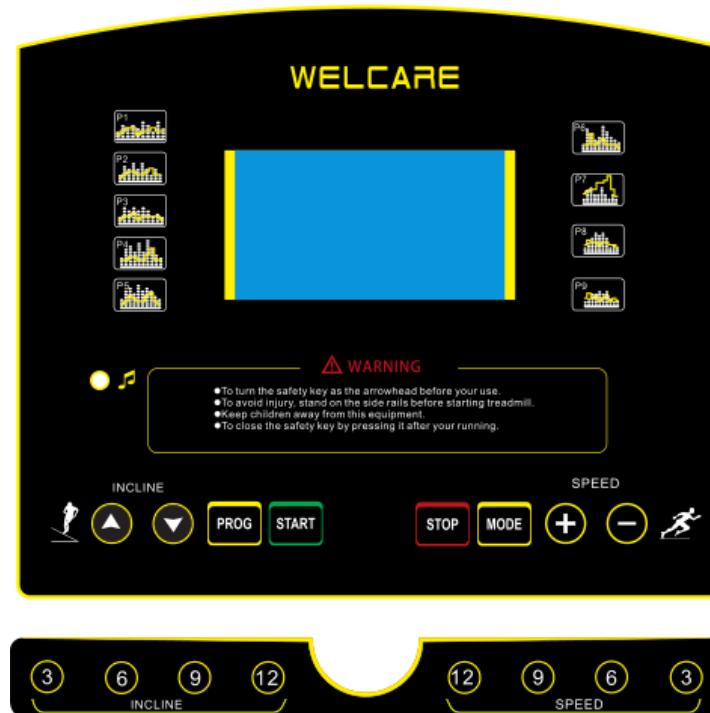 WELCARE
P1
P2
P3
P4
P5
P6
P7
P8
P9
WARNING
●To turn the safety key as the arrowhead before your use.
●To avoid injury, stand on the side rails before starting treadmill.
●Keep children away from this equipment.
●To close the safety key by pressing it after your running.
INCLINE
SPEED
PROG START STOP MODE + −
3 6 9 12 12 9 6 3
INCLINE SPEED